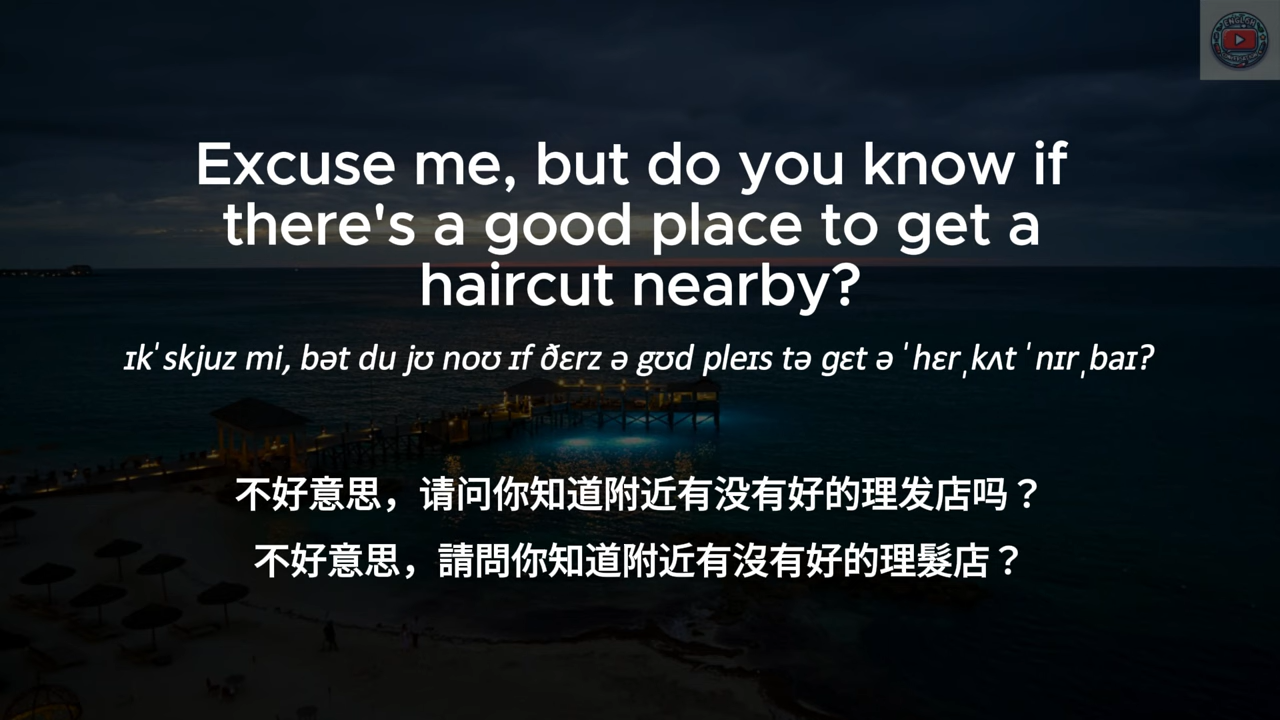 Excuse me, but do you know if
there's a good place to get a
haircut nearby?
ɪkˈskjuz mi, bət du jʊ noʊ ɪf ðɛrz ə gʊd pleɪs tə gɛt ə ˈhɛrˌkʌt ˈnɪrˌbaɪ?
不好意思，请问你知道附近有没有好的理发店吗？
不好意思，請問你知道附近有沒有好的理髮店？